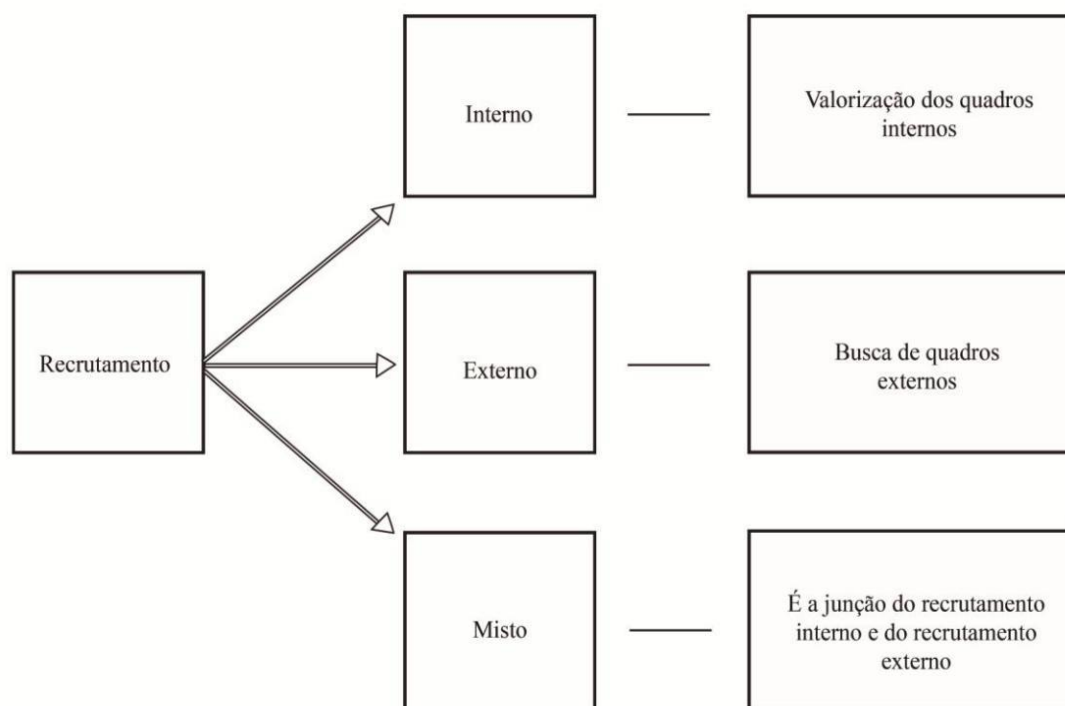 Interno
Valorização dos quadros
internos
Recrutamento
Externo
Busca de quadros
externos
Misto
É a junção do recrutamento
interno e do recrutamento
externo